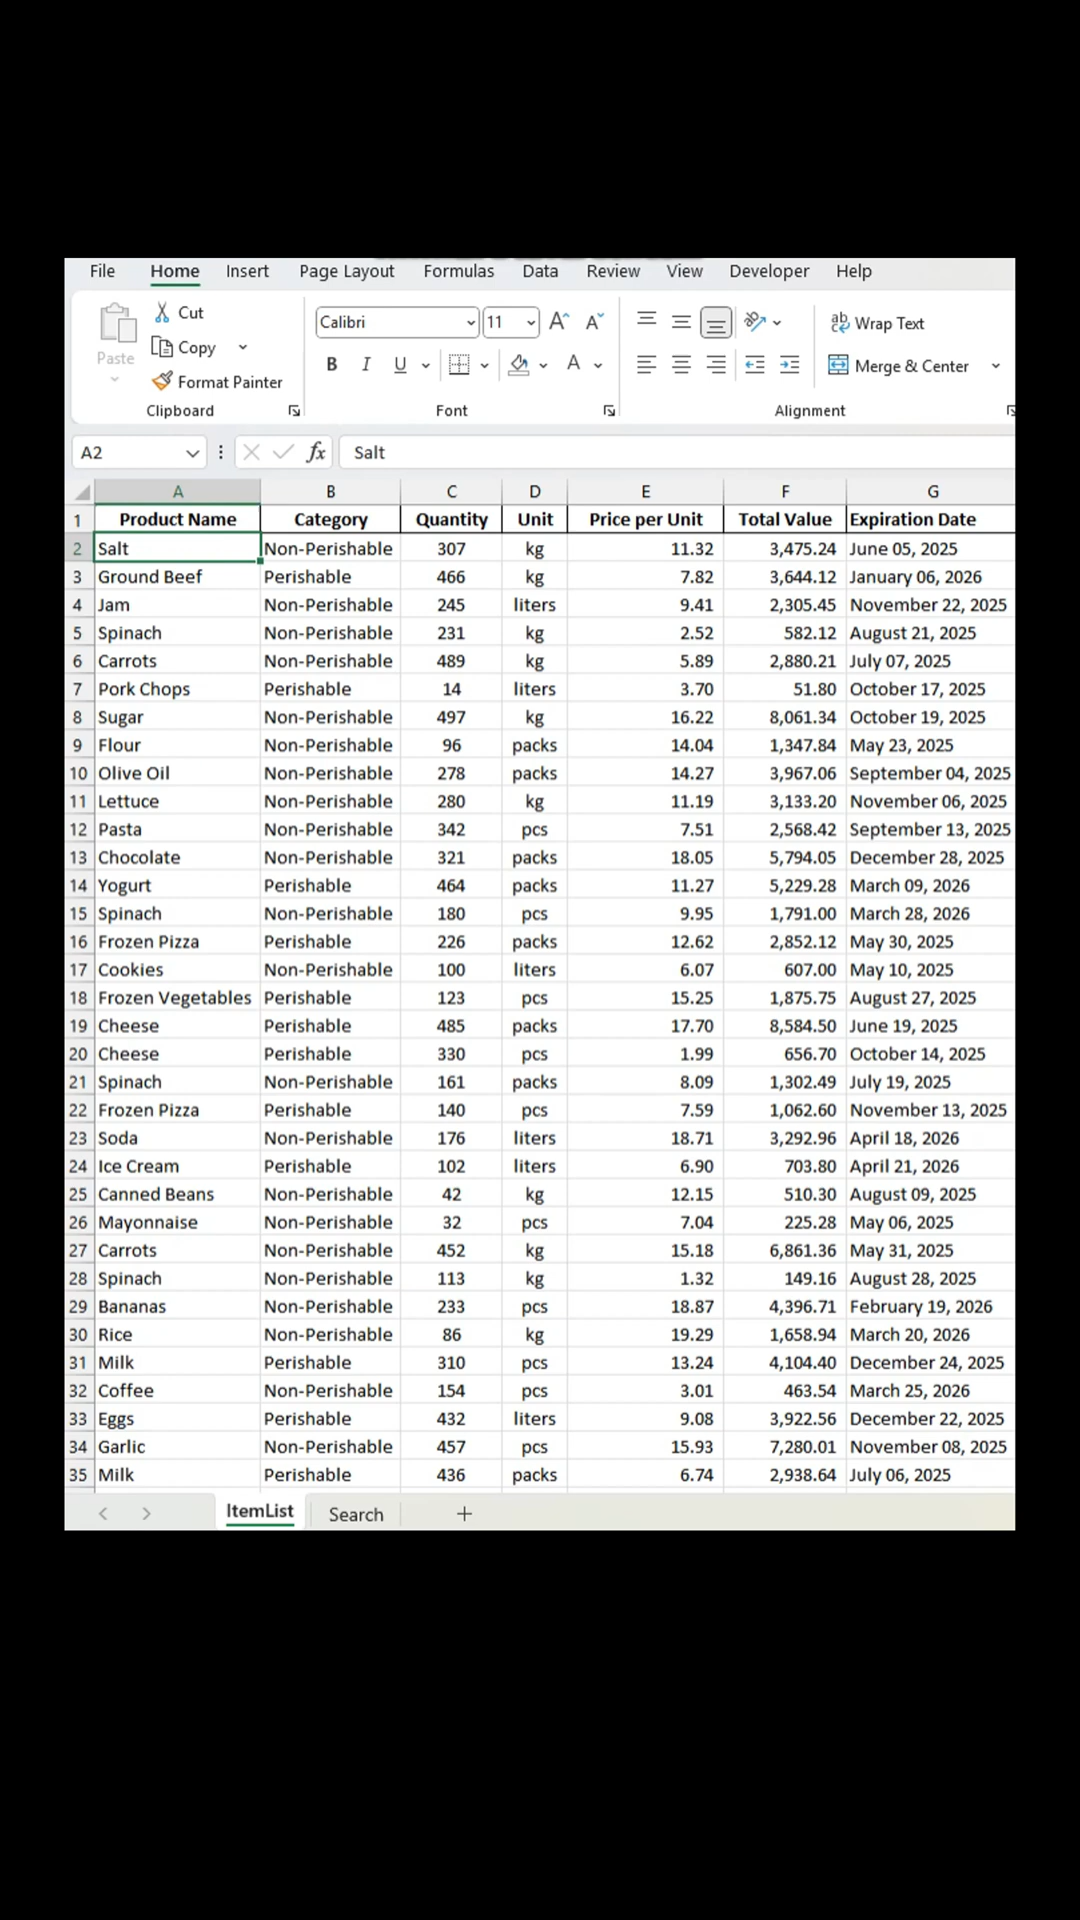 File Home Insert Page Layout Formulas Data Review View Developer Help
Paste Cut Copy Format Painter
Calibri 11 A A
B I U A
ab Wrap Text
Merge & Center
Clipboard Font Alignment
A2 fx Salt
A B C D E F G
1 Product Name Category Quantity Unit Price per Unit Total Value Expiration Date
2 Salt Non-Perishable 307 kg 11.32 3,475.24 June 05, 2025
3 Ground Beef Perishable 466 kg 7.82 3,644.12 January 06, 2026
4 Jam Non-Perishable 245 liters 9.41 2,305.45 November 22, 2025
5 Spinach Non-Perishable 231 kg 2.52 582.12 August 21, 2025
6 Carrots Non-Perishable 489 kg 5.89 2,880.21 July 07, 2025
7 Pork Chops Perishable 14 liters 3.70 51.80 October 17, 2025
8 Sugar Non-Perishable 497 kg 16.22 8,061.34 October 19, 2025
9 Flour Non-Perishable 96 packs 14.04 1,347.84 May 23, 2025
10 Olive Oil Non-Perishable 278 packs 14.27 3,967.06 September 04, 2025
11 Lettuce Non-Perishable 280 kg 11.19 3,133.20 November 06, 2025
12 Pasta Non-Perishable 342 pcs 7.51 2,568.42 September 13, 2025
13 Chocolate Non-Perishable 321 packs 18.05 5,794.05 December 28, 2025
14 Yogurt Perishable 464 packs 11.27 5,229.28 March 09, 2026
15 Spinach Non-Perishable 180 pcs 9.95 1,791.00 March 28, 2026
16 Frozen Pizza Perishable 226 packs 12.62 2,852.12 May 30, 2025
17 Cookies Non-Perishable 100 liters 6.07 607.00 May 10, 2025
18 Frozen Vegetables Perishable 123 pcs 15.25 1,875.75 August 27, 2025
19 Cheese Perishable 485 packs 17.70 8,584.50 June 19, 2025
20 Cheese Perishable 330 pcs 1.99 656.70 October 14, 2025
21 Spinach Non-Perishable 161 packs 8.09 1,302.49 July 19, 2025
22 Frozen Pizza Perishable 140 pcs 7.59 1,062.60 November 13, 2025
23 Soda Non-Perishable 176 liters 18.71 3,292.96 April 18, 2026
24 Ice Cream Perishable 102 liters 6.90 703.80 April 21, 2026
25 Canned Beans Non-Perishable 42 kg 12.15 510.30 August 09, 2025
26 Mayonnaise Non-Perishable 32 pcs 7.04 225.28 May 06, 2025
27 Carrots Non-Perishable 452 kg 15.18 6,861.36 May 31, 2025
28 Spinach Non-Perishable 113 kg 1.32 149.16 August 28, 2025
29 Bananas Non-Perishable 233 pcs 18.87 4,396.71 February 19, 2026
30 Rice Non-Perishable 86 kg 19.29 1,658.94 March 20, 2026
31 Milk Perishable 310 pcs 13.24 4,104.40 December 24, 2025
32 Coffee Non-Perishable 154 pcs 3.01 463.54 March 25, 2026
33 Eggs Perishable 432 liters 9.08 3,922.56 December 22, 2025
34 Garlic Non-Perishable 457 pcs 15.93 7,280.01 November 08, 2025
35 Milk Perishable 436 packs 6.74 2,938.64 July 06, 2025
ItemList Search